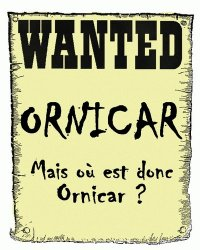 WANTED
ORNICAR
Mais où est donc
Ornicar ?